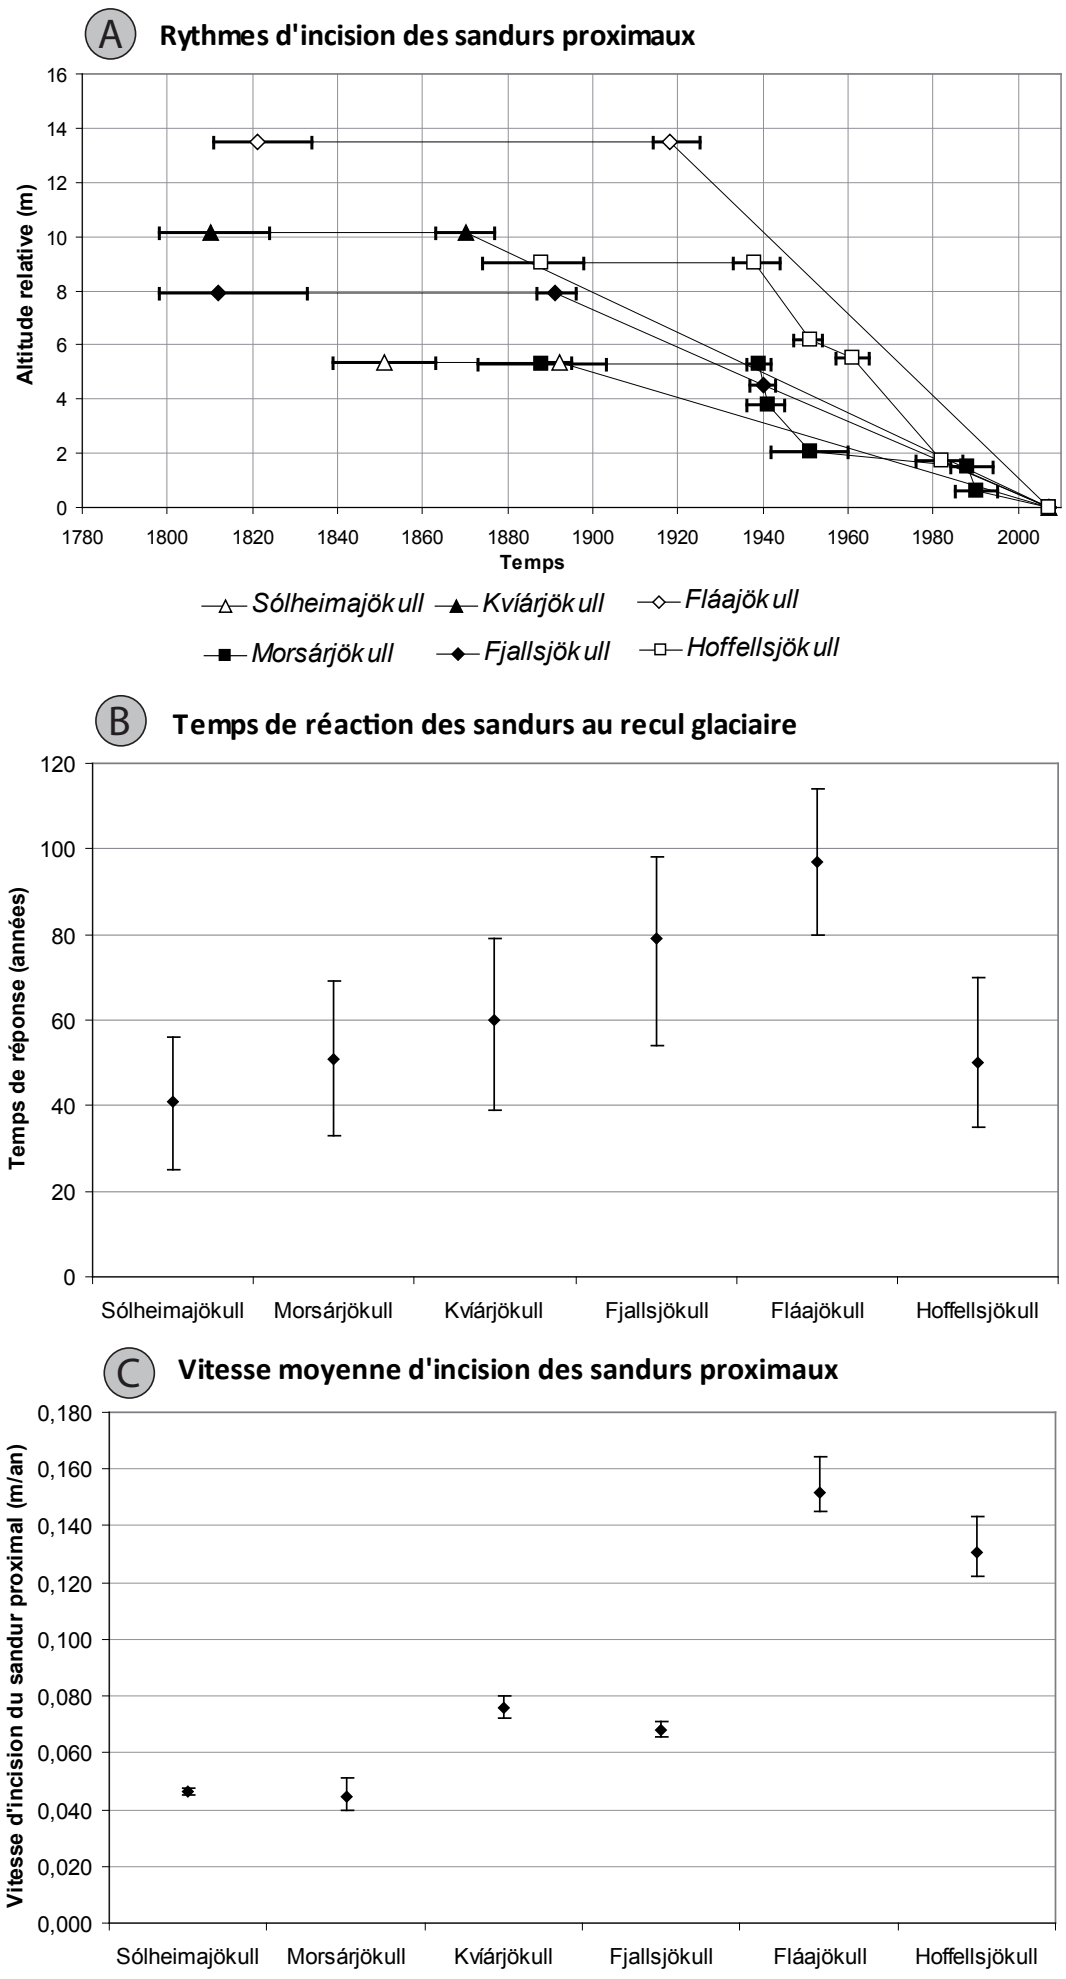 A Rythmes d'incision des sandurs proximaux
Altitude relative (m)
16
14
12
10
8
6
4
2
0
1780 1800 1820 1840 1860 1880 1900 1920 1940 1960 1980 2000
Temps
Sólheimajökull Kvíárjökull Fláajökull
Morsárjökull Fjallsjökull Hoffellsjökull
B Temps de réaction des sandurs au recul glaciaire
Temps de réponse (années)
120
100
80
60
40
20
0
Sólheimajökull Morsárjökull Kvíárjökull Fjallsjökull Fláajökull Hoffellsjökull
C Vitesse moyenne d'incision des sandurs proximaux
Vitesse d'incision du sandur proximal (m/an)
0,180
0,160
0,140
0,120
0,100
0,080
0,060
0,040
0,020
0,000
Sólheimajökull Morsárjökull Kvíárjökull Fjallsjökull Fláajökull Hoffellsjökull